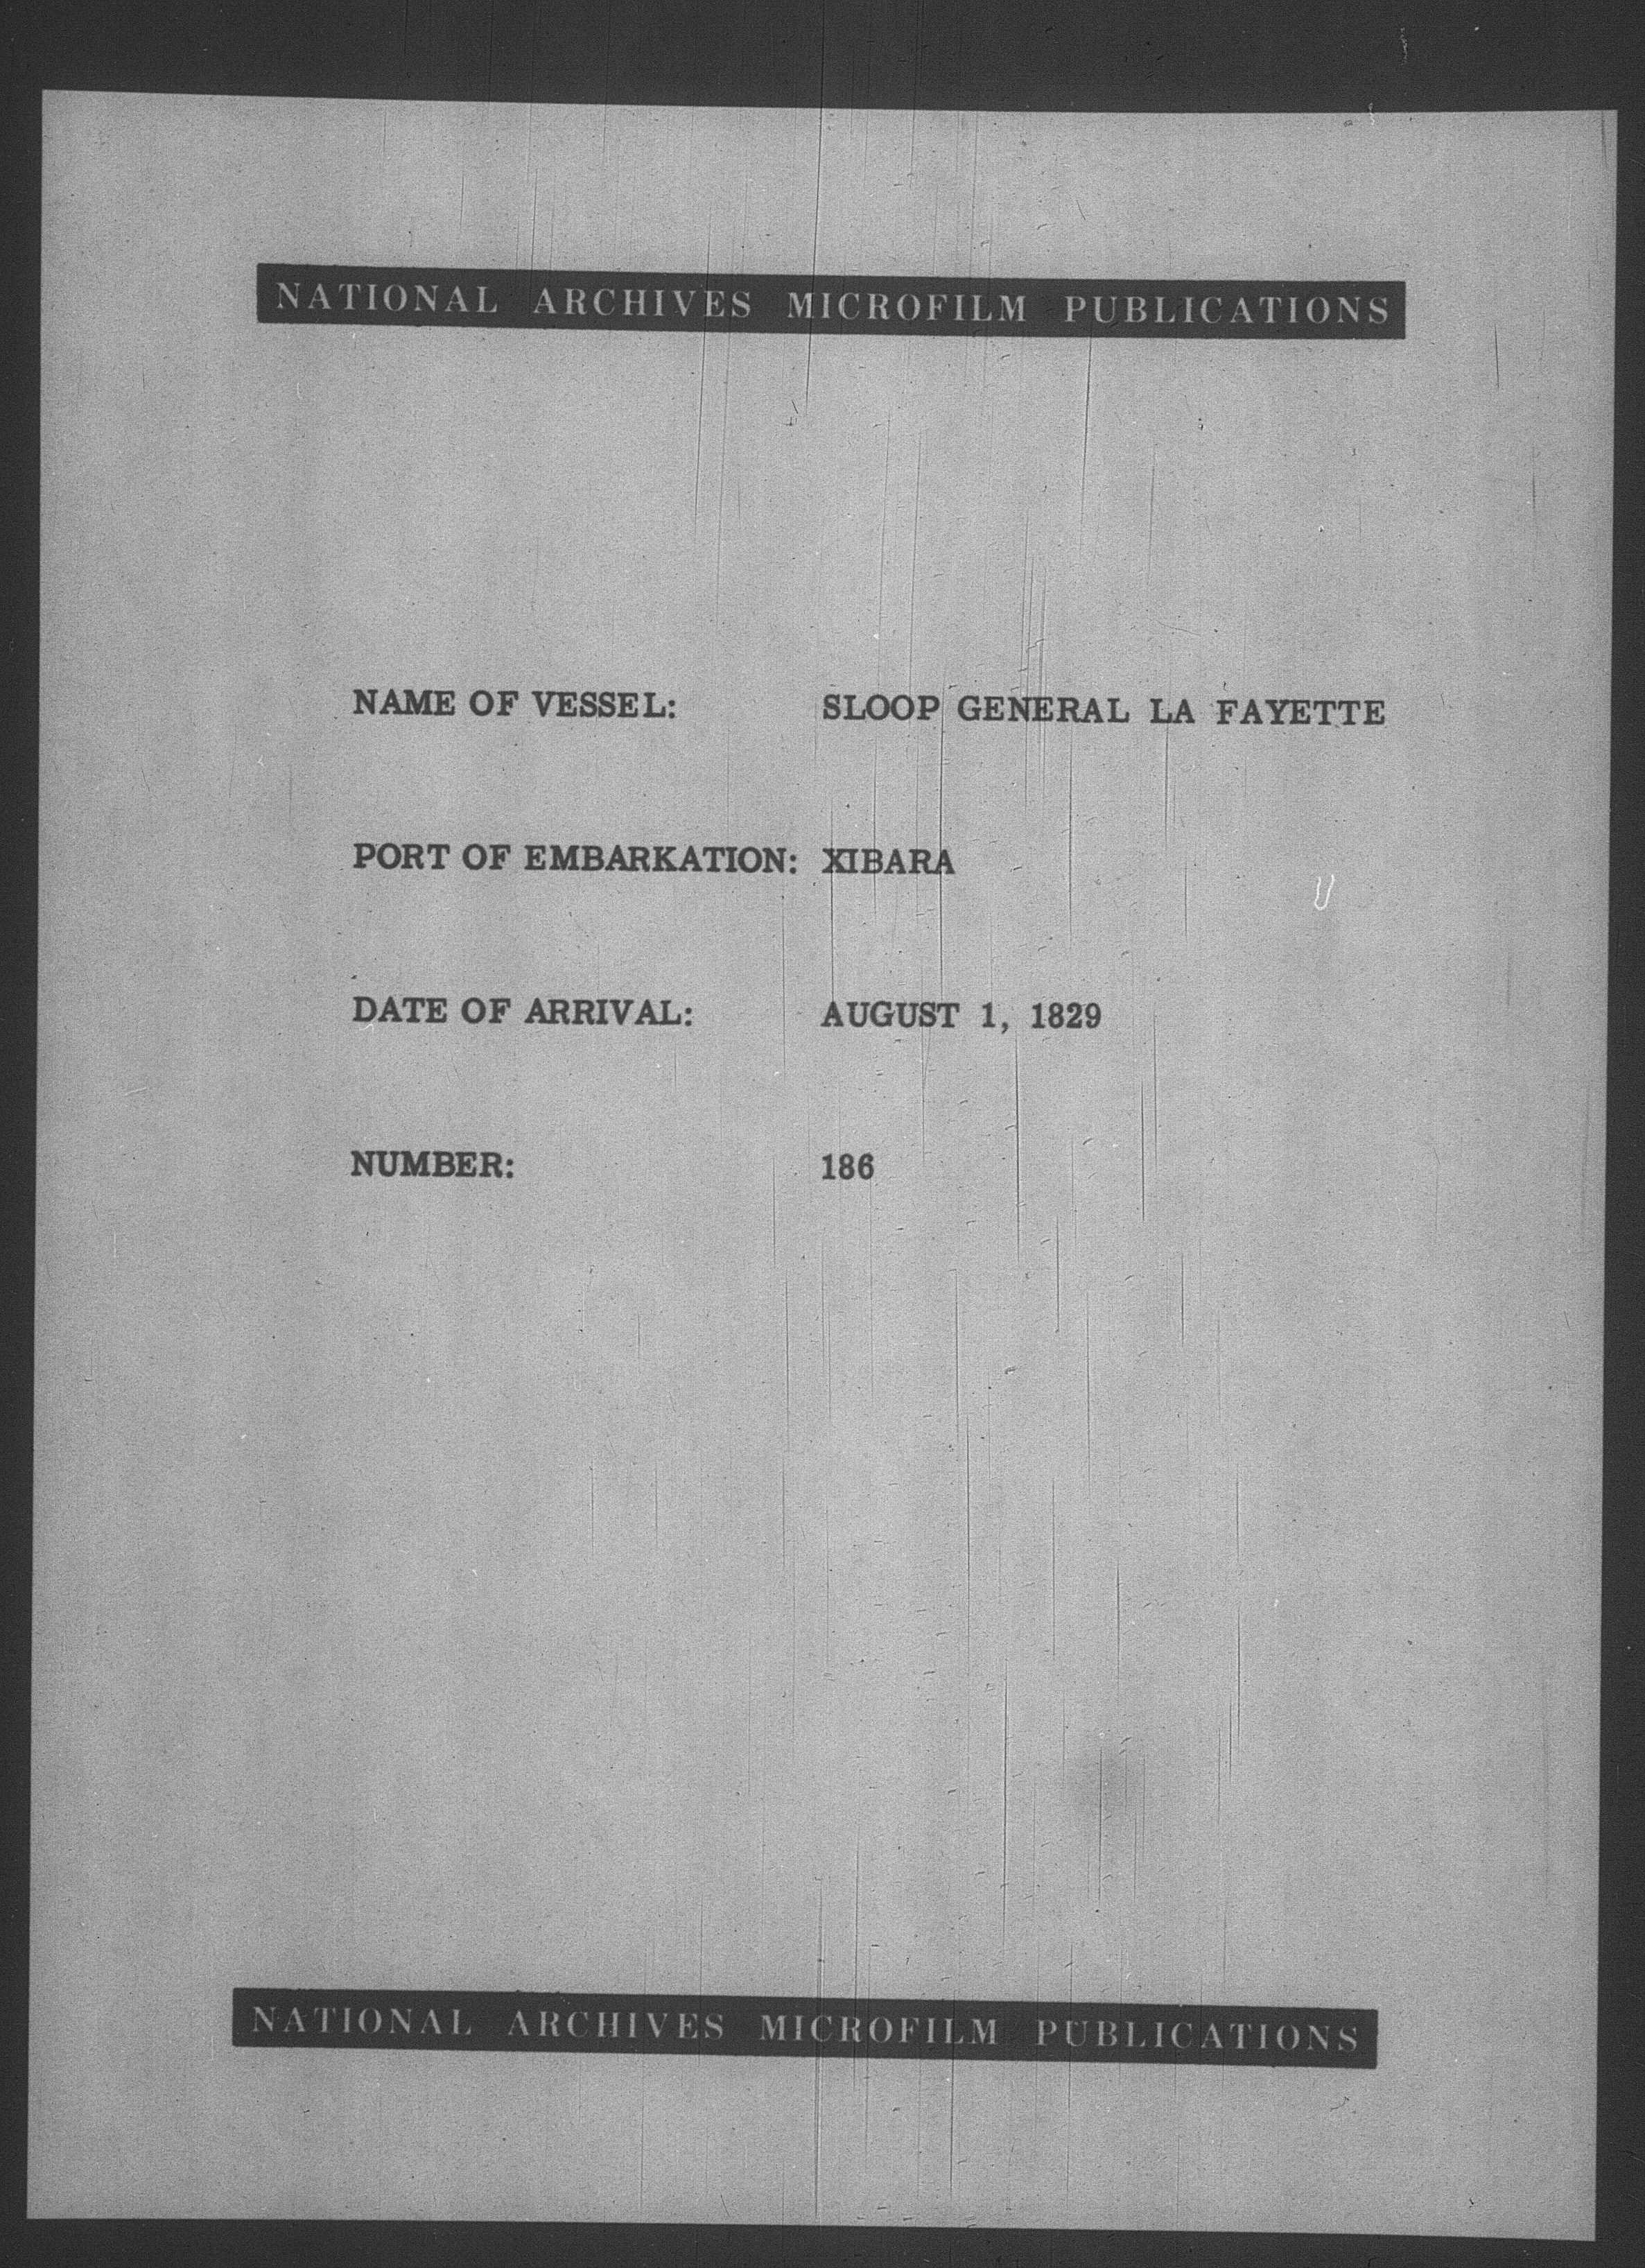 NATIONAL ARCHIVES MICROFILM PUBLICATIONS
NAME OF VESSEL: SLOOP GENERAL LA FAYETTE
PORT OF EMBARKATION: XIBARA
DATE OF ARRIVAL: AUGUST 1, 1829
NUMBER: 186
NATIONAL ARCHIVES MICROFILM PUBLICATIONS